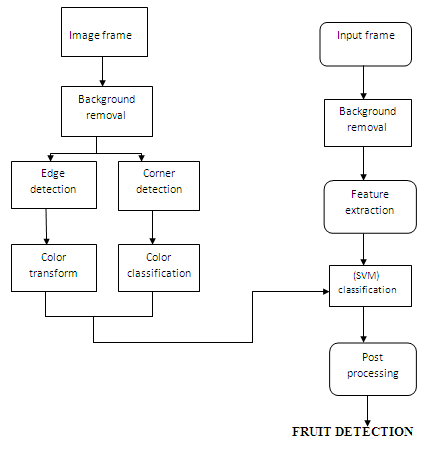 Image frame
Background
removal
Edge
detection
Corner
detection
Color
transform
Color
classification
Input frame
Background
removal
Feature
extraction
(SVM)
classification
Post
processing
FRUIT DETECTION